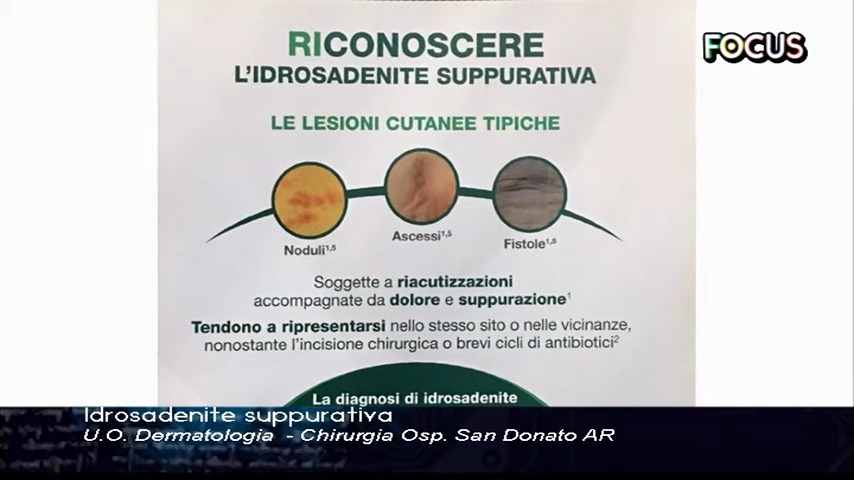 FOCUS
RICONOSCERE
L'IDROSADENITE SUPPURATIVA
LE LESIONI CUTANEE TIPICHE
Noduli1,5
Ascessi1,5
Fistole1,5
Soggette a riacutizzazioni
accompagnate da dolore e suppurazione1
Tendono a ripresentarsi nello stesso sito o nelle vicinanze,
nonostante l'incisione chirurgica o brevi cicli di antibiotici2
La diagnosi di idrosadenite
Idrosadenite suppurativa
U.O. Dermatologia - Chirurgia Osp. San Donato AR